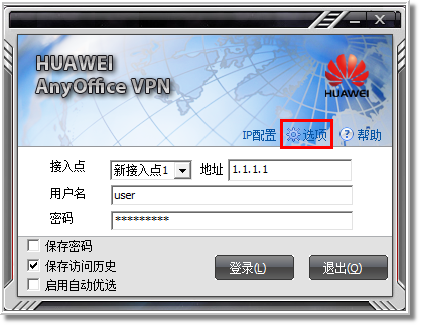 HUAWEI
AnyOffice VPN
HUAWEI
IP配置 选项 帮助
接入点 新接入点1 地址 1.1.1.1
用户名 user
密码 *********
保存密码
保存访问历史
启用自动优选
登录(L) 退出(O)